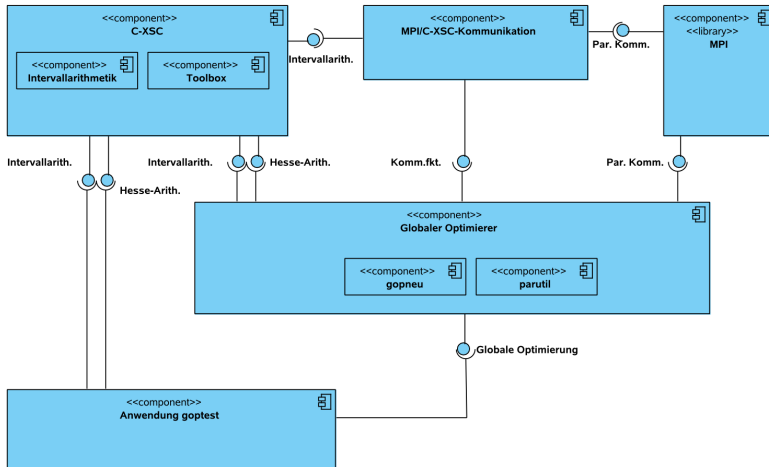 <<component>>
C-XSC
<<component>>
Intervallarithmetik
<<component>>
Toolbox
Intervallarith.
<<component>>
MPI/C-XSC-Kommunikation
Par. Komm.
<<component>>
<<library>>
MPI
Intervallarith.
Hesse-Arith.
Intervallarith.
Hesse-Arith.
Komm.fkt.
Par. Komm.
<<component>>
Globaler Optimierer
<<component>>
gopneu
<<component>>
parutil
Globale Optimierung
<<component>>
Anwendung goptest